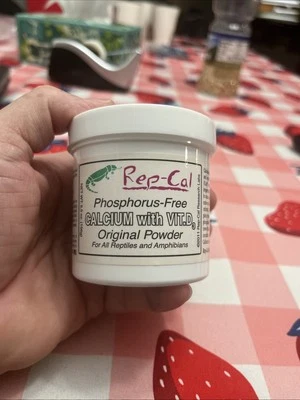 Rep-Cal
Phosphorus-Free
CALCIUM with VIT.D3
Original Powder
For All Reptiles and Amphibians